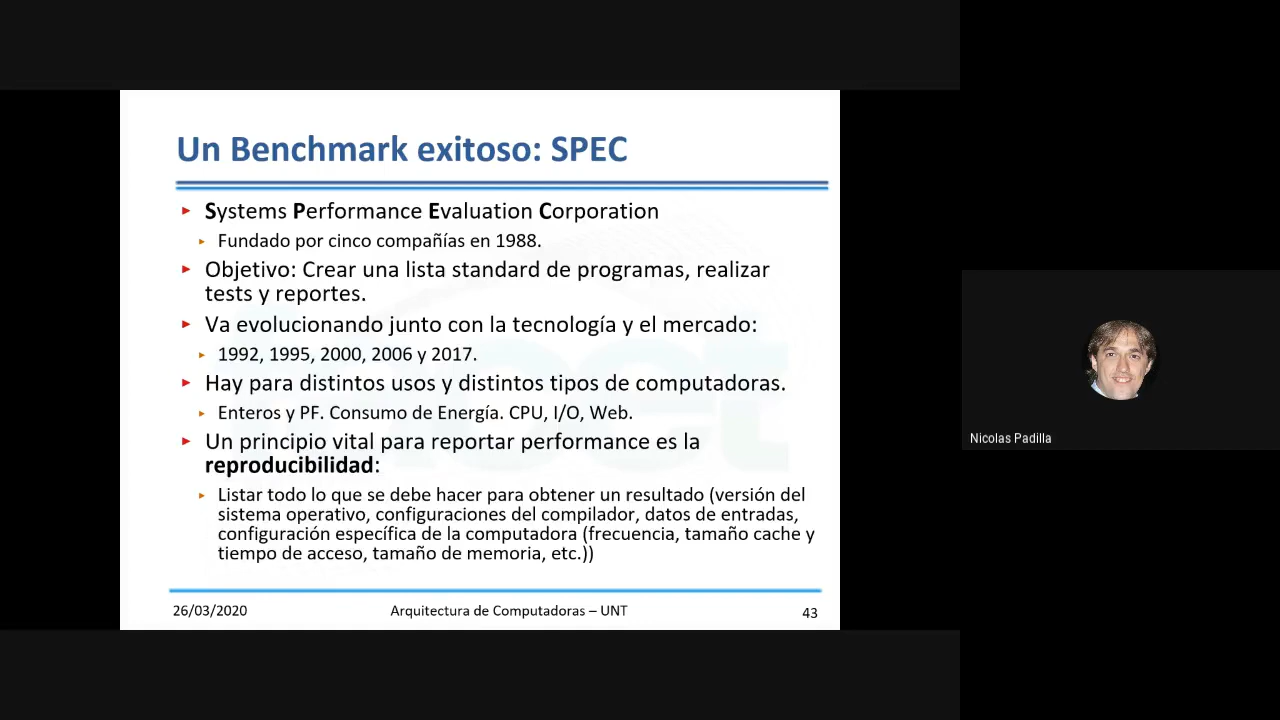 Un Benchmark exitoso: SPEC
Systems Performance Evaluation Corporation
Fundado por cinco compañías en 1988.
Objetivo: Crear una lista standard de programas, realizar
tests y reportes.
Va evolucionando junto con la tecnología y el mercado:
1992, 1995, 2000, 2006 y 2017.
Hay para distintos usos y distintos tipos de computadoras.
Enteros y PF. Consumo de Energía. CPU, I/O, Web.
Un principio vital para reportar performance es la
reproducibilidad:
Listar todo lo que se debe hacer para obtener un resultado (versión del
sistema operativo, configuraciones del compilador, datos de entradas,
configuración específica de la computadora (frecuencia, tamaño cache y
tiempo de acceso, tamaño de memoria, etc.))
26/03/2020
Arquitectura de Computadoras – UNT
43
Nicolas Padilla